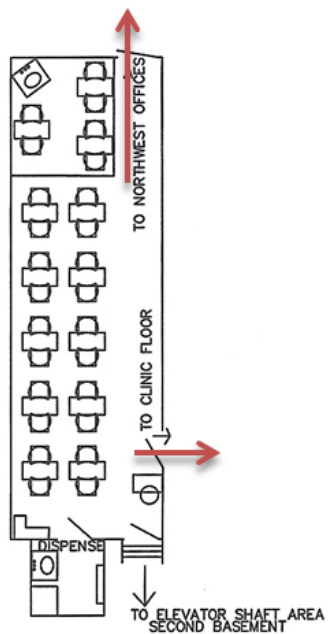 TO NORTHWEST OFFICES
TO CLINIC FLOOR
DISPENSE
TO ELEVATOR SHAFT AREA
SECOND BASEMENT